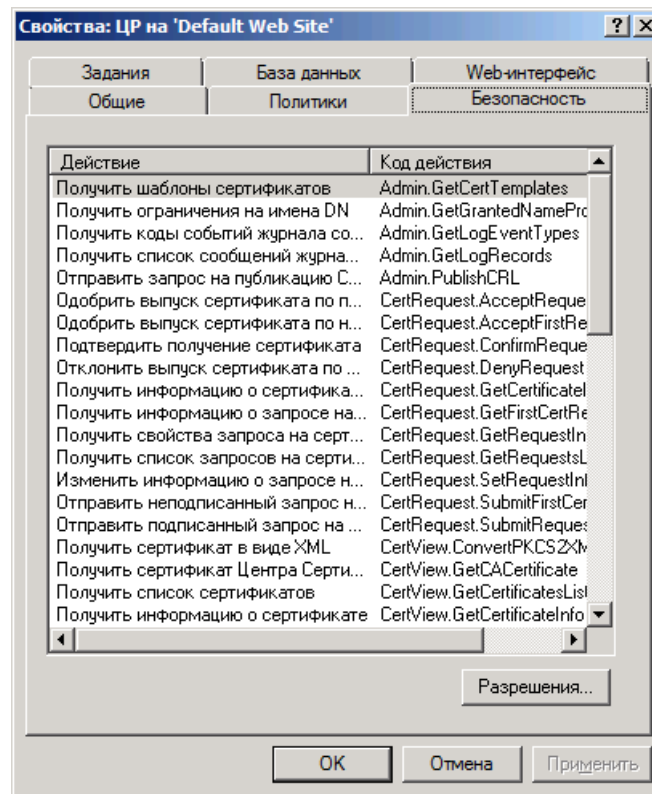 Свойства: ЦР на 'Default Web Site'
Задания База данных Web-интерфейс
Общие Политики Безопасность
Действие Код действия
Получить шаблоны сертификатов Admin.GetCertTemplates
Получить ограничения на имена DN Admin.GetGrantedNamePro
Получить коды событий журнала со... Admin.GetLogEventTypes
Получить список сообщений журна... Admin.GetLogRecords
Отправить запрос на публикацию C... Admin.PublishCRL
Одобрить выпуск сертификата по п... CertRequest.AcceptReque
Одобрить выпуск сертификата по н... CertRequest.AcceptFirstRe
Подтвердить получение сертификата CertRequest.ConfirmReque
Отклонить выпуск сертификата по ... CertRequest.DenyRequest
Получить информацию о сертифика... CertRequest.GetCertificateI
Получить информацию о запросе на... CertRequest.GetFirstCertRe
Получить свойства запроса на серт... CertRequest.GetRequestIn
Получить список запросов на серти... CertRequest.GetRequestsL
Изменить информацию о запросе н... CertRequest.SetRequestInf
Отправить неподписанный запрос н... CertRequest.SubmitFirstCer
Отправить подписанный запрос на ... CertRequest.SubmitReques
Получить сертификат в виде XML CertView.ConvertPKCS2XM
Получить сертификат Центра Серти... CertView.GetCACertificate
Получить список сертификатов CertView.GetCertificatesList
Получить информацию о сертификате CertView.GetCertificateInfo
Разрешения...
OK Отмена Применить